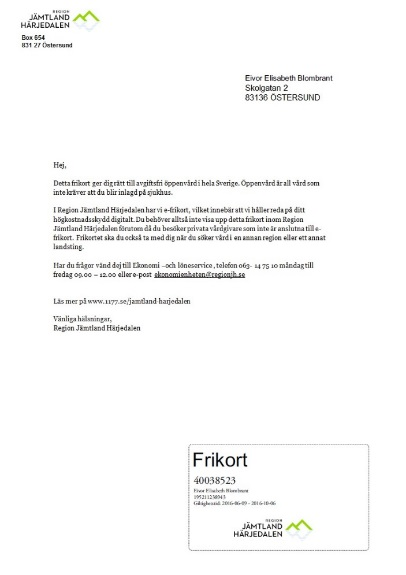 REGION
JÄMTLAND
HÄRJEDALEN
Box 654
831 27 Östersund
Eivor Elisabeth Blombrant
Skolgatan 2
83136 ÖSTERSUND
Hej,
Detta frikort ger dig rätt till avgiftsfri öppenvård i hela Sverige. Öppenvård är all vård som
inte kräver att du blir inlagd på sjukhus.
I Region Jämtland Härjedalen har vi e-frikort, vilket innebär att vi håller reda på ditt
högkostnadsskydd digitalt. Du behöver alltså inte visa upp detta frikort inom Region
Jämtland Härjedalen förutom då du besöker privata vårdgivare som inte är anslutna till e-
frikort. Frikortet ska du också ta med dig när du söker vård i en annan region eller ett annat
landsting.
Har du frågor vänd dej till Ekonomi –och löneservice, telefon 063- 14 75 10 måndag till
fredag 09.00 – 12.00 eller e-post ekonomienheten@regionjh.se
Läs mer på www.1177.se/jamtland-harjedalen
Vänliga hälsningar,
Region Jämtland Härjedalen
Frikort
40038523
Eivor Elisabeth Blombrant
195211238943
Giltighetstid: 2016-06-09 - 2016-10-06
REGION
JÄMTLAND
HÄRJEDALEN